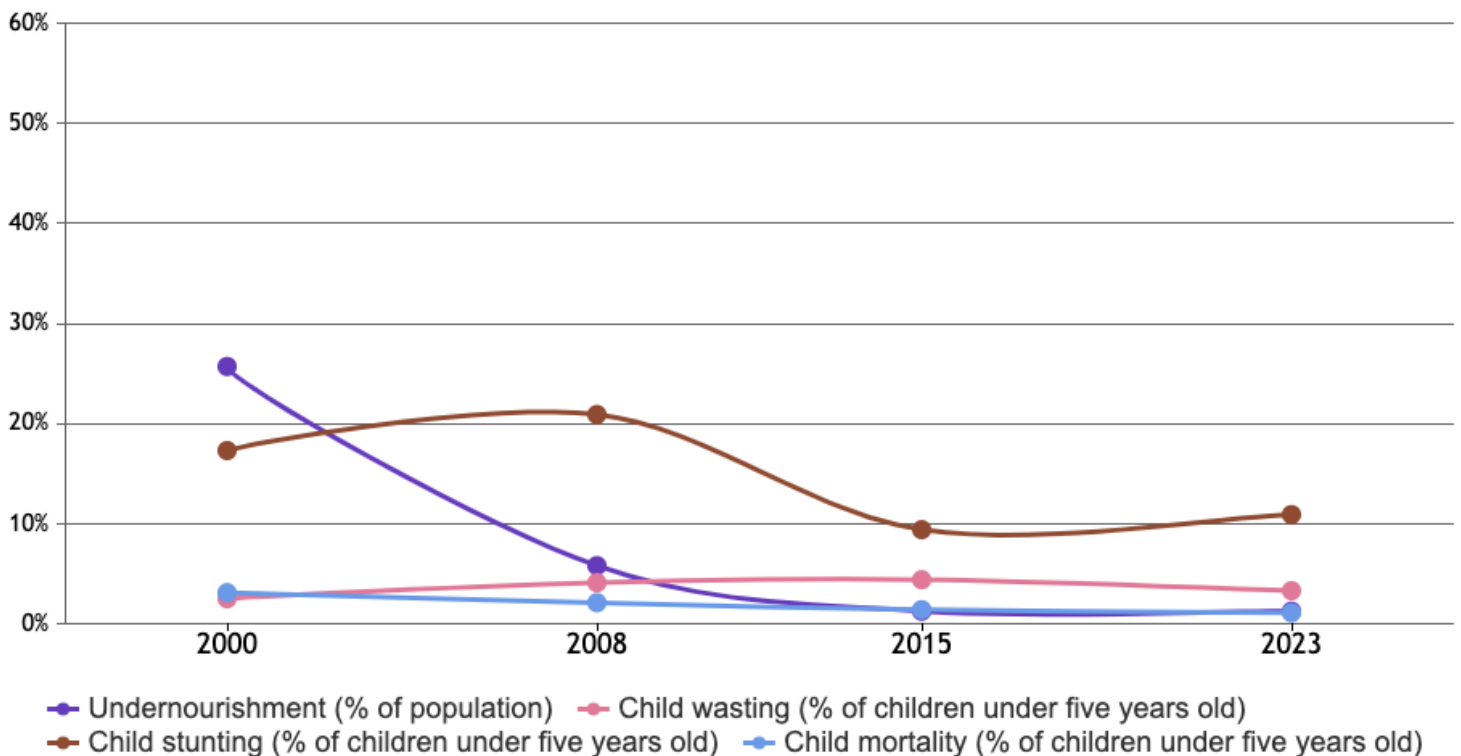 60%
50%
40%
30%
20%
10%
0%
2000 2008 2015 2023
Undernourishment (% of population) Child wasting (% of children under five years old)
Child stunting (% of children under five years old) Child mortality (% of children under five years old)